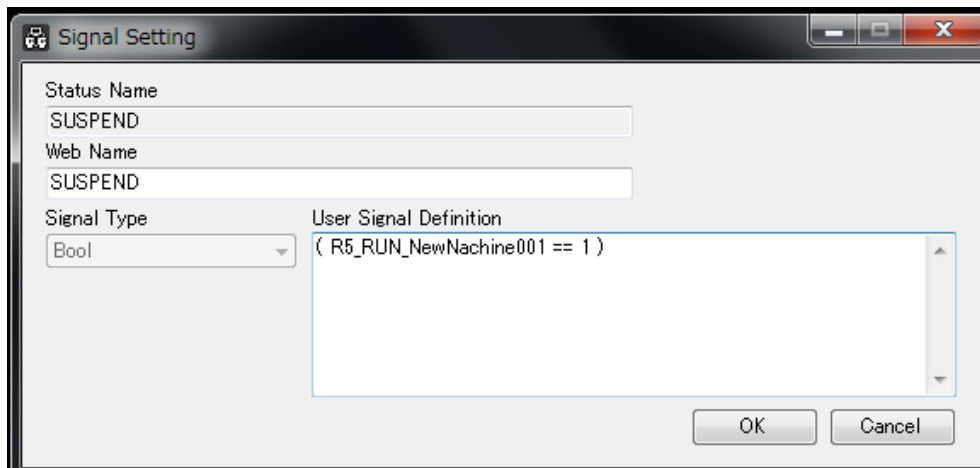 Signal Setting
Status Name
SUSPEND
Web Name
SUSPEND
Signal Type
User Signal Definition
Bool
( R5_RUN_NewNachine001 == 1 )
OK
Cancel